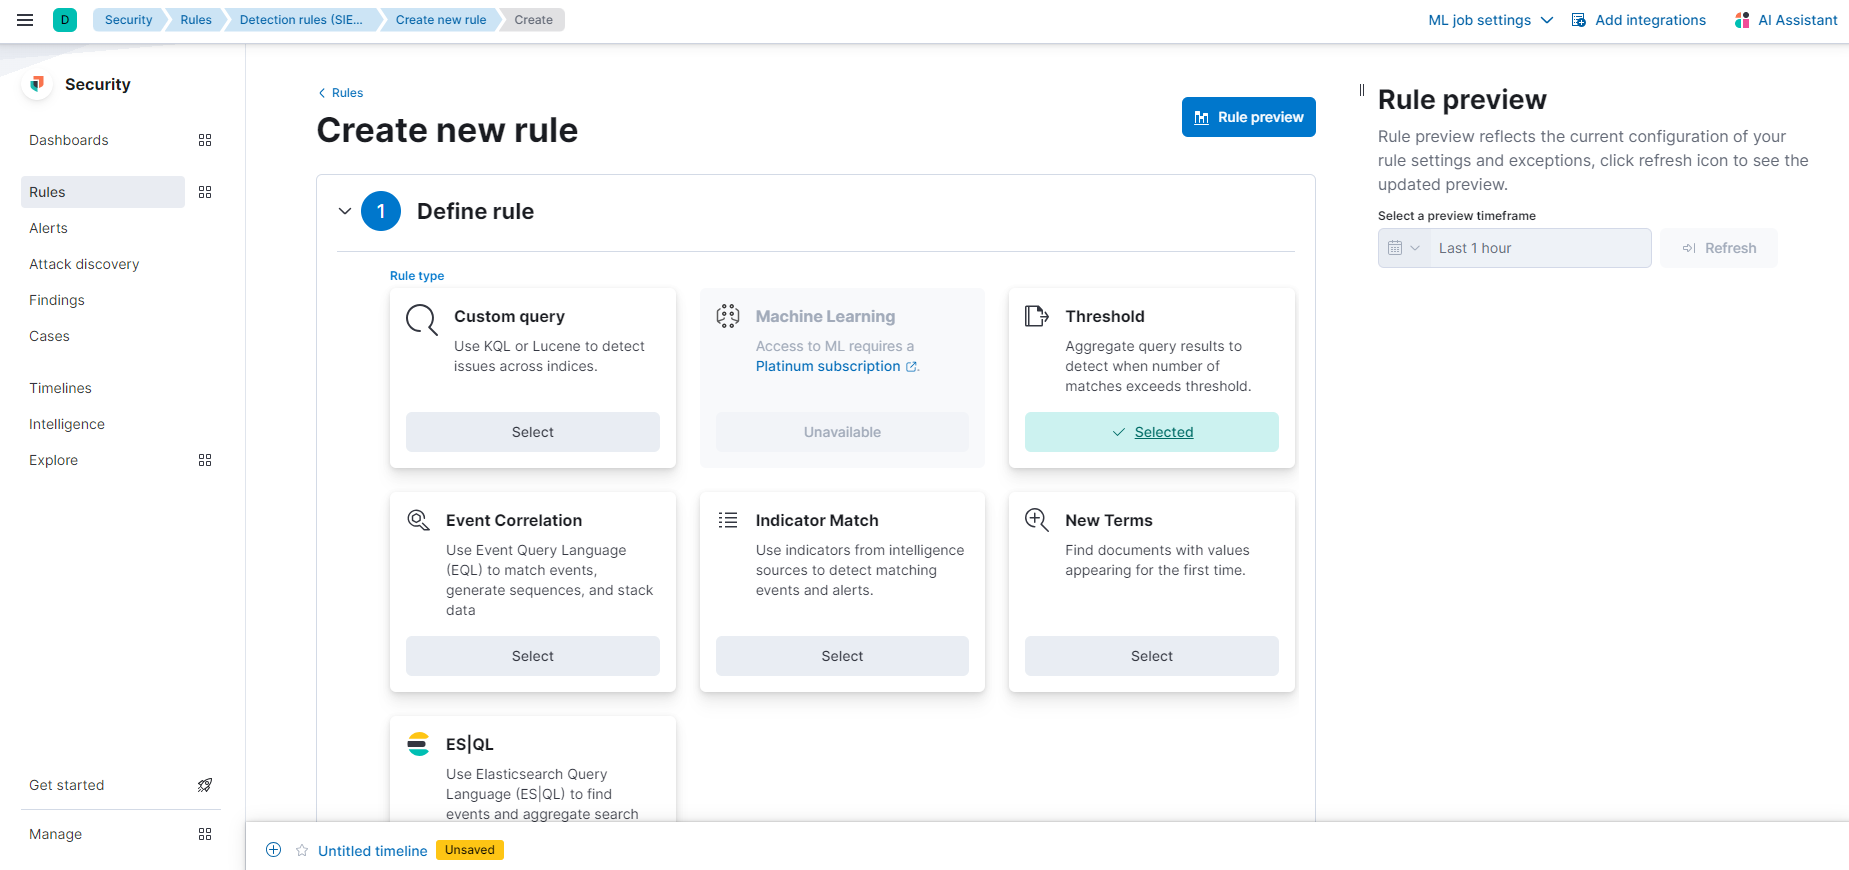 D
Security
Rules
Detection rules (SIE...
Create new rule
Create
ML job settings
Add integrations
AI Assistant
Security
Dashboards
Rules
Alerts
Attack discovery
Findings
Cases
Timelines
Intelligence
Explore
Get started
Manage
Rules
Create new rule
Rule preview
1
Define rule
Rule type
Custom query
Use KQL or Lucene to detect
issues across indices.
Select
Machine Learning
Access to ML requires a
Platinum subscription.
Unavailable
Threshold
Aggregate query results to
detect when number of
matches exceeds threshold.
Selected
Event Correlation
Use Event Query Language
(EQL) to match events,
generate sequences, and stack
data
Select
Indicator Match
Use indicators from intelligence
sources to detect matching
events and alerts.
Select
New Terms
Find documents with values
appearing for the first time.
Select
ES|QL
Use Elasticsearch Query
Language (ES|QL) to find
events and aggregate search
Untitled timeline
Unsaved
Rule preview
Rule preview reflects the current configuration of your
rule settings and exceptions, click refresh icon to see the
updated preview.
Select a preview timeframe
Last 1 hour
Refresh